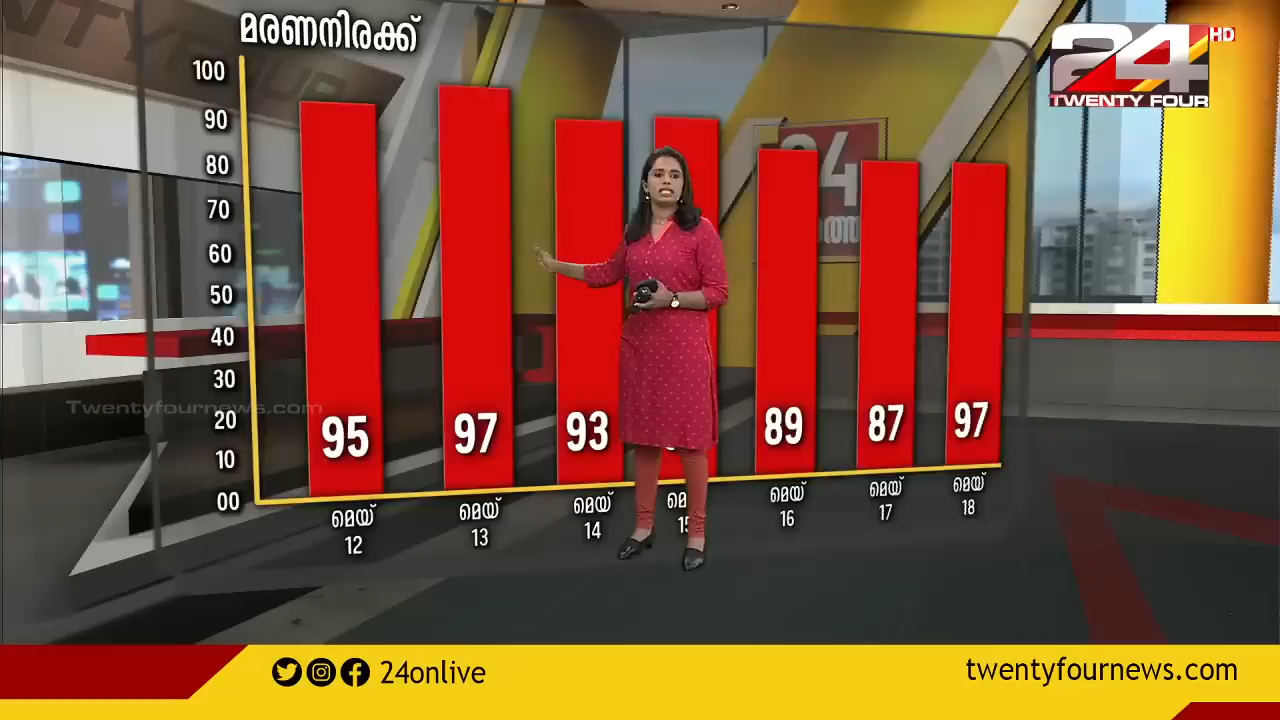 മരണനിരക്ക്
24
HD
TWENTY FOUR
100
90
80
70
60
50
40
30
20
10
00
95
97
93
89
87
97
മെയ്
12
മെയ്
13
മെയ്
14
മെയ്
16
മെയ്
17
മെയ്
18
Twentyfournews.com
24onlive
twentyfournews.com